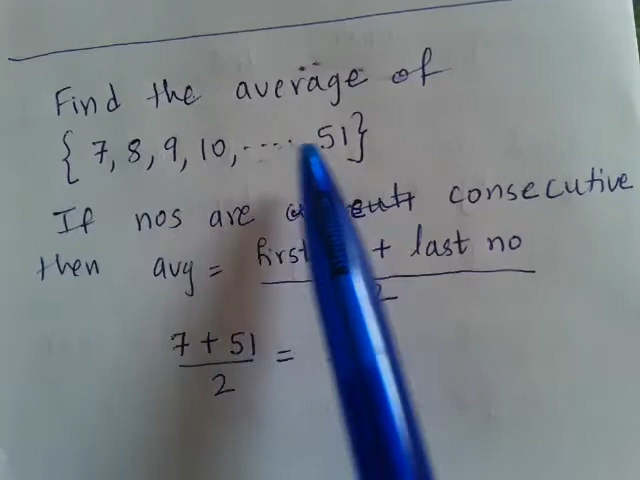 Find the average of
{7, 8, 9, 10, ..... 51}
If nos are consecutive
then avg = first + last no
2
7 + 51 =
2